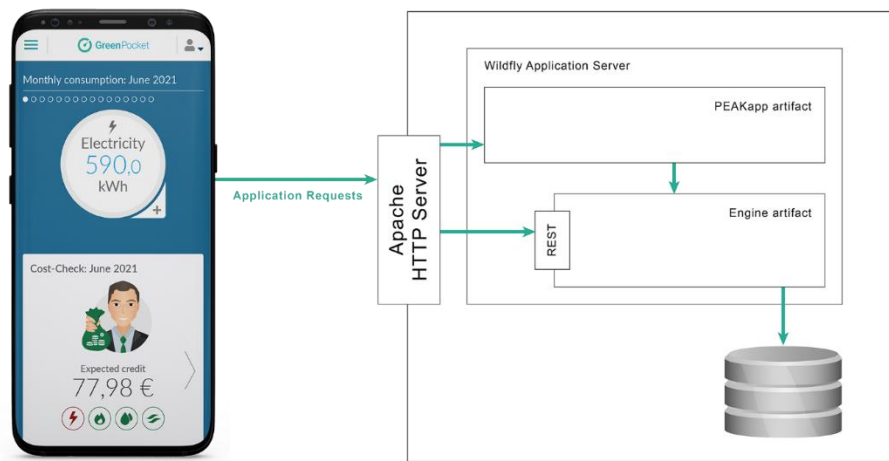 GreenPocket
Monthly consumption: June 2021
Electricity
590,0
kWh
+
Cost-Check: June 2021
Expected credit
77,98 €
Application Requests
Apache
HTTP Server
Wildfly Application Server
PEAKapp artifact
Engine artifact
REST